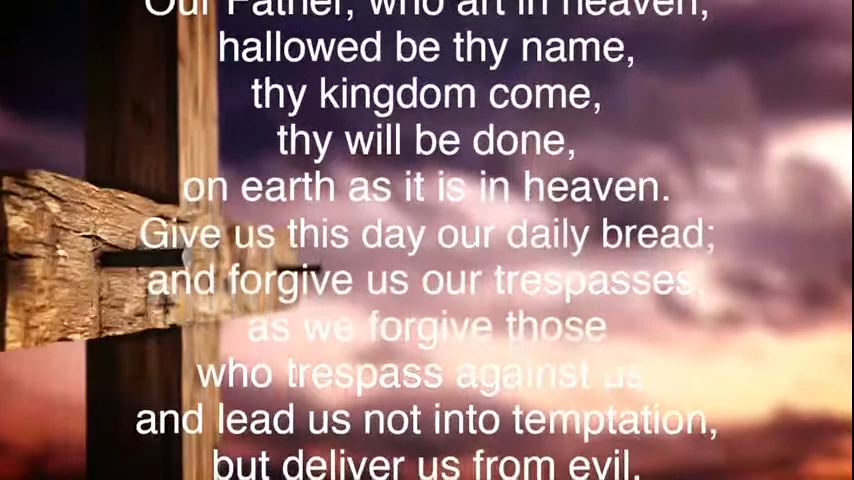 Our Father, who art in heaven,
hallowed be thy name,
thy kingdom come,
thy will be done,
on earth as it is in heaven.
Give us this day our daily bread;
and forgive us our trespasses,
as we forgive those
who trespass against us
and lead us not into temptation,
but deliver us from evil.